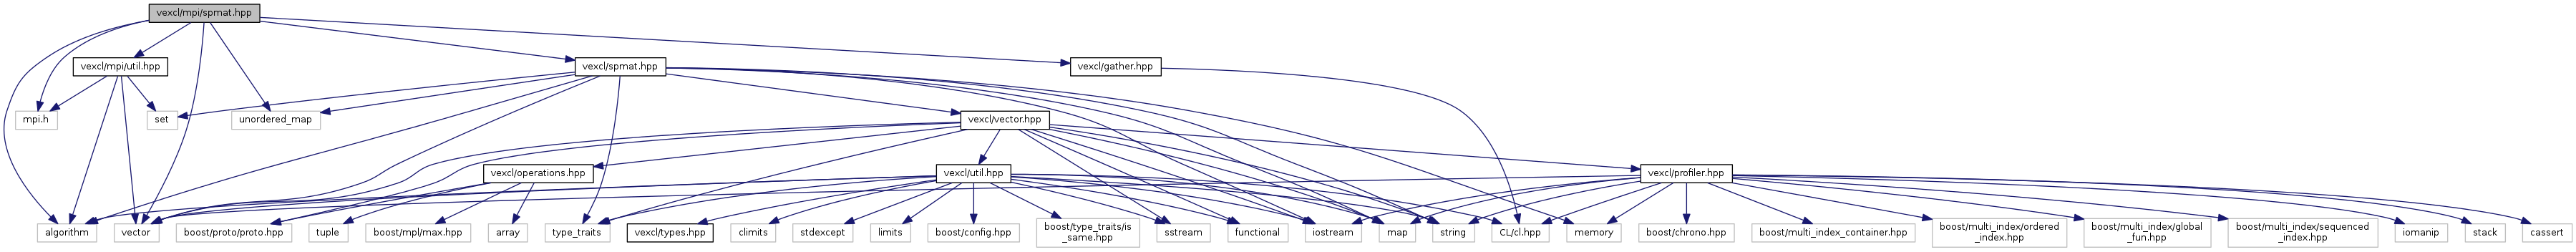 vexcl/mpi/spmat.hpp
vexcl/mpi/util.hpp
vexcl/spmat.hpp
vexcl/gather.hpp
mpi.h
set
unordered_map
vexcl/vector.hpp
vexcl/operations.hpp
vexcl/util.hpp
vexcl/profiler.hpp
algorithm
vector
boost/proto/proto.hpp
tuple
boost/mpl/max.hpp
array
type_traits
vexcl/types.hpp
climits
stdexcept
limits
boost/config.hpp
boost/type_traits/is
_same.hpp
sstream
functional
iostream
map
string
CL/cl.hpp
memory
boost/chrono.hpp
boost/multi_index_container.hpp
boost/multi_index/ordered
_index.hpp
boost/multi_index/global
_fun.hpp
boost/multi_index/sequenced
_index.hpp
iomanip
stack
cassert